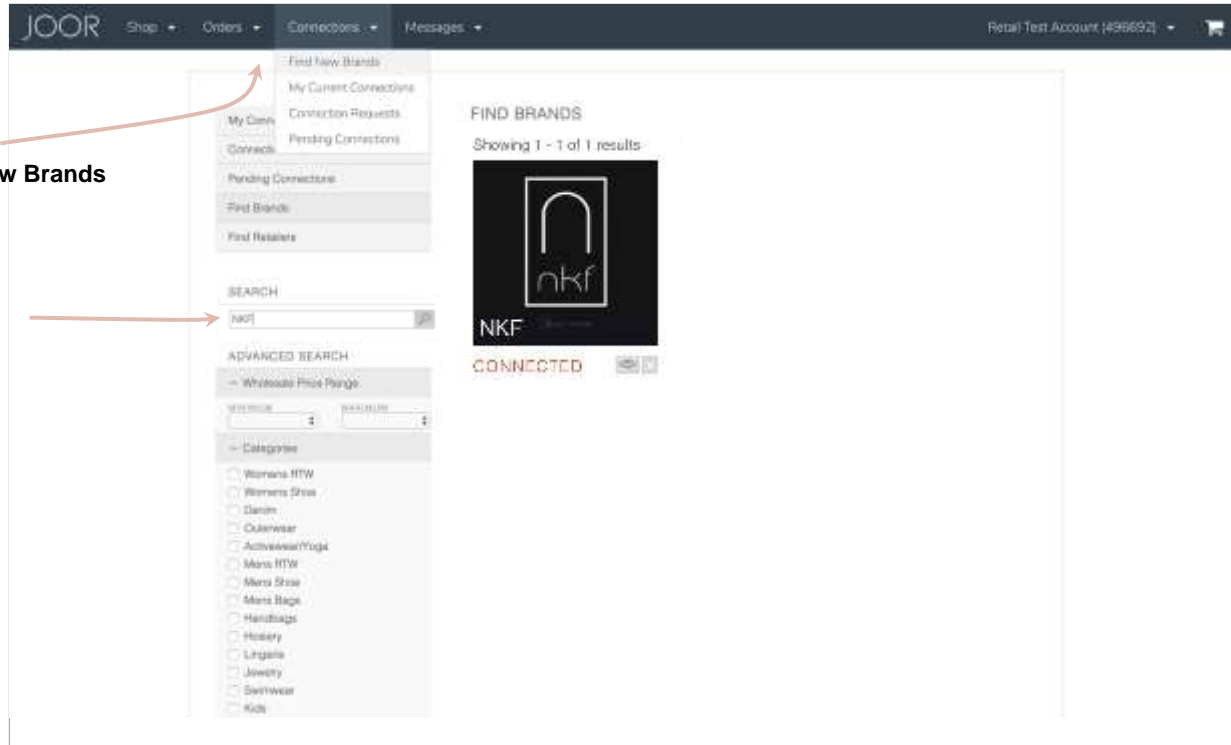 JOOR Shop Orders Connections Messages Retail Test Account (496692)
Find New Brands
My Current Connections
Connection Requests
Pending Connections
w Brands
My Conn
Connecti
Pending Connections
Find Brands
Find Retailers
SEARCH
NKF
ADVANCED SEARCH
− Wholesale Price Range
MINIMUM MAXIMUM
− Categories
Womens RTW
Womens Shoe
Denim
Outerwear
Activewear/Yoga
Mens RTW
Mens Shoe
Mens Bags
Handbags
Hosiery
Lingerie
Jewelry
Swimwear
Kids
FIND BRANDS
Showing 1 - 1 of 1 results
nkf
NKF
CONNECTED